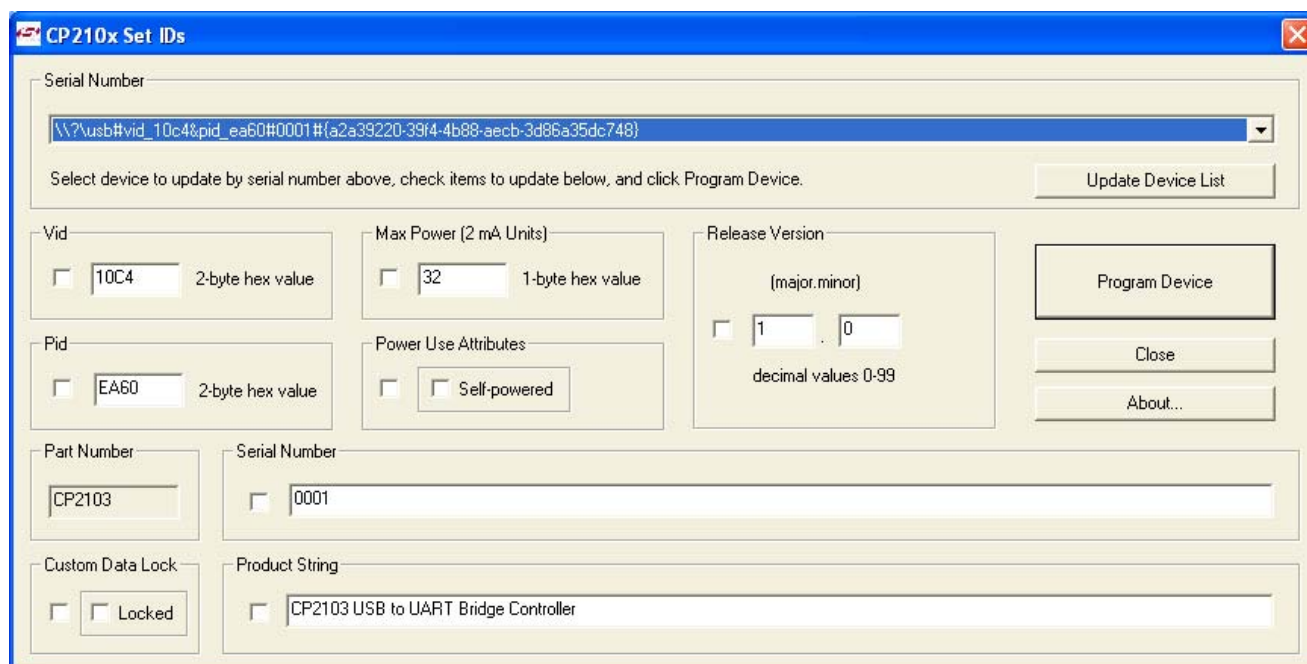 CP210x Set IDs
Serial Number
\\?\usb#vid_10c4&pid_ea60#0001#{a2a39220-39f4-4b88-aecb-3d86a35dc748}
Select device to update by serial number above, check items to update below, and click Program Device.
Update Device List
Vid
10C4 2-byte hex value
Max Power (2 mA Units)
32 1-byte hex value
Release Version
(major.minor)
1 . 0
decimal values 0-99
Program Device
Pid
EA60 2-byte hex value
Power Use Attributes
Self-powered
Close
About...
Part Number
CP2103
Serial Number
0001
Custom Data Lock
Locked
Product String
CP2103 USB to UART Bridge Controller